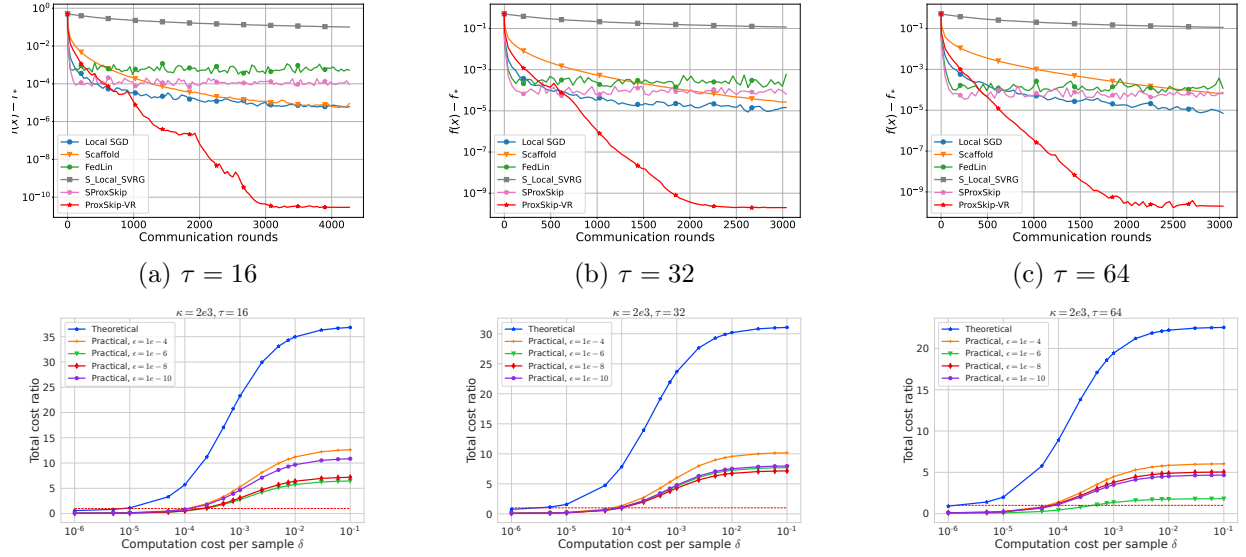 10⁰
10⁻²
10⁻⁴
10⁻⁶
10⁻⁸
10⁻¹⁰
f(x) − f⋆
Local SGD
Scaffold
FedLin
S_Local_SVRG
SProxSkip
ProxSkip-VR
0 1000 2000 3000 4000
Communication rounds
(a) τ = 16
10⁻¹
10⁻³
10⁻⁵
10⁻⁷
10⁻⁹
f(x) − f⋆
Local SGD
Scaffold
FedLin
S_Local_SVRG
SProxSkip
ProxSkip-VR
0 500 1000 1500 2000 2500 3000
Communication rounds
(b) τ = 32
10⁻¹
10⁻³
10⁻⁵
10⁻⁷
10⁻⁹
f(x) − f⋆
Local SGD
Scaffold
FedLin
S_Local_SVRG
SProxSkip
ProxSkip-VR
0 500 1000 1500 2000 2500 3000
Communication rounds
(c) τ = 64
κ = 2e3, τ = 16
Total cost ratio
35
30
25
20
15
10
5
0
Theoretical
Practical, ϵ = 1e − 4
Practical, ϵ = 1e − 6
Practical, ϵ = 1e − 8
Practical, ϵ = 1e − 10
10⁻⁶ 10⁻⁵ 10⁻⁴ 10⁻³ 10⁻² 10⁻¹
Computation cost per sample δ
κ = 2e3, τ = 32
Total cost ratio
30
25
20
15
10
5
0
Theoretical
Practical, ϵ = 1e − 4
Practical, ϵ = 1e − 6
Practical, ϵ = 1e − 8
Practical, ϵ = 1e − 10
10⁻⁶ 10⁻⁵ 10⁻⁴ 10⁻³ 10⁻² 10⁻¹
Computation cost per sample δ
κ = 2e3, τ = 64
Total cost ratio
20
15
10
5
0
Theoretical
Practical, ϵ = 1e − 4
Practical, ϵ = 1e − 6
Practical, ϵ = 1e − 8
Practical, ϵ = 1e − 10
10⁻⁶ 10⁻⁵ 10⁻⁴ 10⁻³ 10⁻² 10⁻¹
Computation cost per sample δ